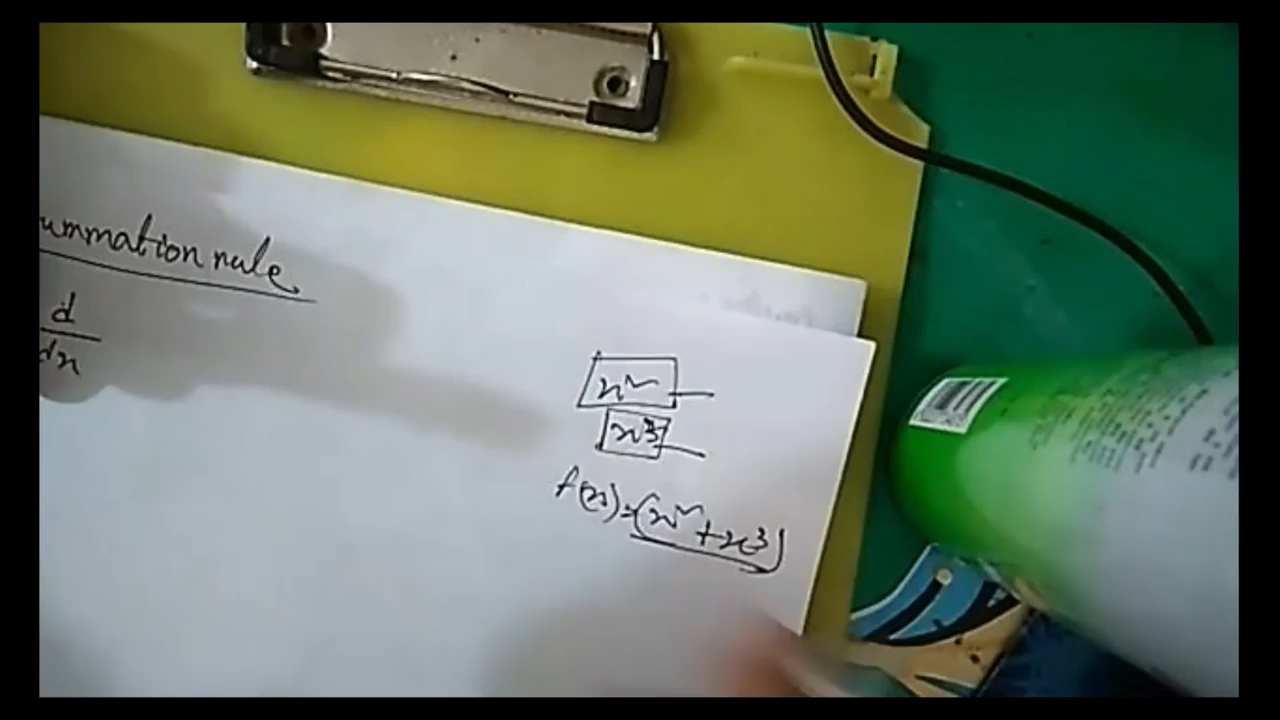 ummation rule
d
dx
x²
x³
f(x)=(x²+x³)